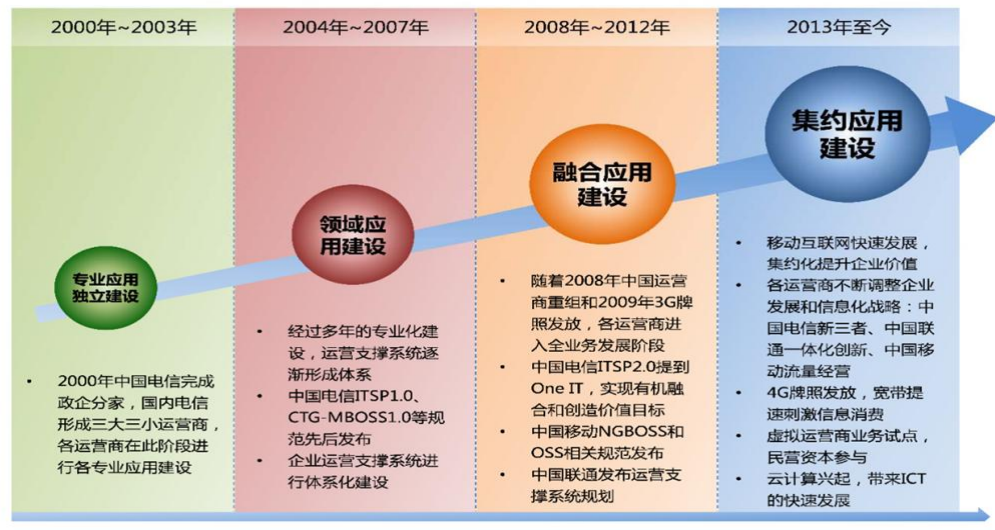 2000年~2003年
2004年~2007年
2008年~2012年
2013年至今
专业应用
独立建设
• 2000年中国电信完成
政企分家，国内电信
形成三大三小运营商，
各运营商在此阶段进
行各专业应用建设
领域应
用建设
• 经过多年的专业化建
设，运营支撑系统逐
渐形成体系
• 中国电信ITSP1.0、
CTG-MBOSS1.0等规
范先后发布
• 企业运营支撑系统进
行体系化建设
融合应用
建设
• 随着2008年中国运营
商重组和2009年3G牌
照发放，各运营商进
入全业务发展阶段
• 中国电信ITSP2.0提到
One IT，实现有机融
合和创造价值目标
• 中国移动NGBOSS和
OSS相关规范发布
• 中国联通发布运营支
撑系统规划
集约应用
建设
• 移动互联网快速发展，
集约化提升企业价值
• 各运营商不断调整企业
发展和信息化战略：中
国电信新三者、中国联
通一体化创新、中国移
动流量经营
• 4G牌照发放，宽带提
速刺激信息消费
• 虚拟运营商业务试点，
民营资本参与
• 云计算兴起，带来ICT
的快速发展